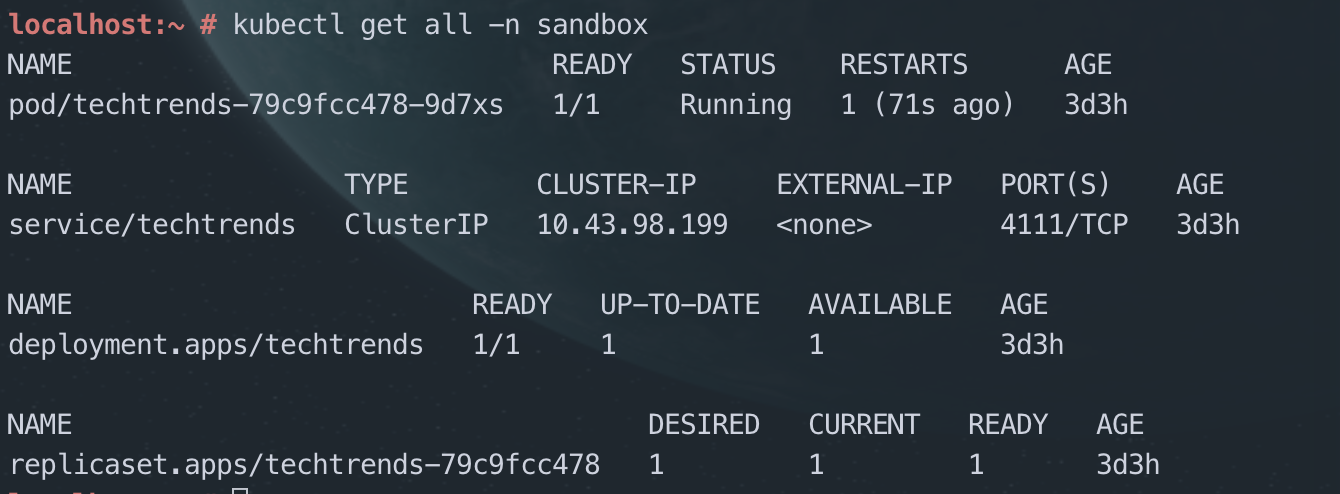 localhost:~ # kubectl get all -n sandbox
NAME READY STATUS RESTARTS AGE
pod/techtrends-79c9fcc478-9d7xs 1/1 Running 1 (71s ago) 3d3h
NAME TYPE CLUSTER-IP EXTERNAL-IP PORT(S) AGE
service/techtrends ClusterIP 10.43.98.199 <none> 4111/TCP 3d3h
NAME READY UP-TO-DATE AVAILABLE AGE
deployment.apps/techtrends 1/1 1 1 3d3h
NAME DESIRED CURRENT READY AGE
replicaset.apps/techtrends-79c9fcc478 1 1 1 3d3h